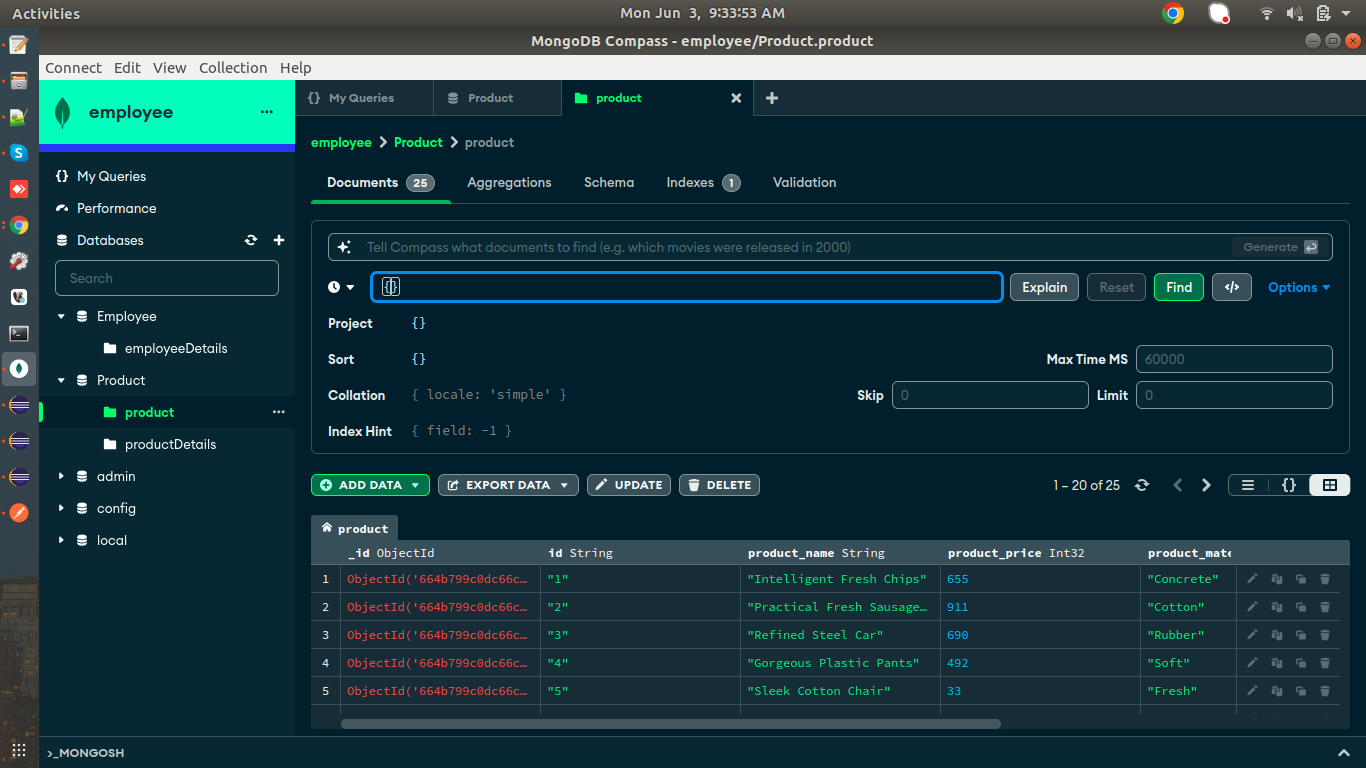 Activities
Mon Jun 3, 9:33:53 AM
MongoDB Compass - employee/Product.product
Connect Edit View Collection Help
employee
My Queries
Performance
Databases
Search
Employee
employeeDetails
Product
product
productDetails
admin
config
local
{} My Queries
Product
product
employee > Product > product
Documents 25 Aggregations Schema Indexes 1 Validation
Tell Compass what documents to find (e.g. which movies were released in 2000) Generate
{} Explain Reset Find </> Options
Project {}
Sort {} Max Time MS 60000
Collation { locale: 'simple' } Skip 0 Limit 0
Index Hint { field: -1 }
ADD DATA EXPORT DATA UPDATE DELETE 1 – 20 of 25 {}
product
_id ObjectId id String product_name String product_price Int32 product_mate
1 ObjectId('664b799c0dc66c… "1" "Intelligent Fresh Chips" 655 "Concrete"
2 ObjectId('664b799c0dc66c… "2" "Practical Fresh Sausage… 911 "Cotton"
3 ObjectId('664b799c0dc66c… "3" "Refined Steel Car" 690 "Rubber"
4 ObjectId('664b799c0dc66c… "4" "Gorgeous Plastic Pants" 492 "Soft"
5 ObjectId('664b799c0dc66c… "5" "Sleek Cotton Chair" 33 "Fresh"
>_MONGOSH